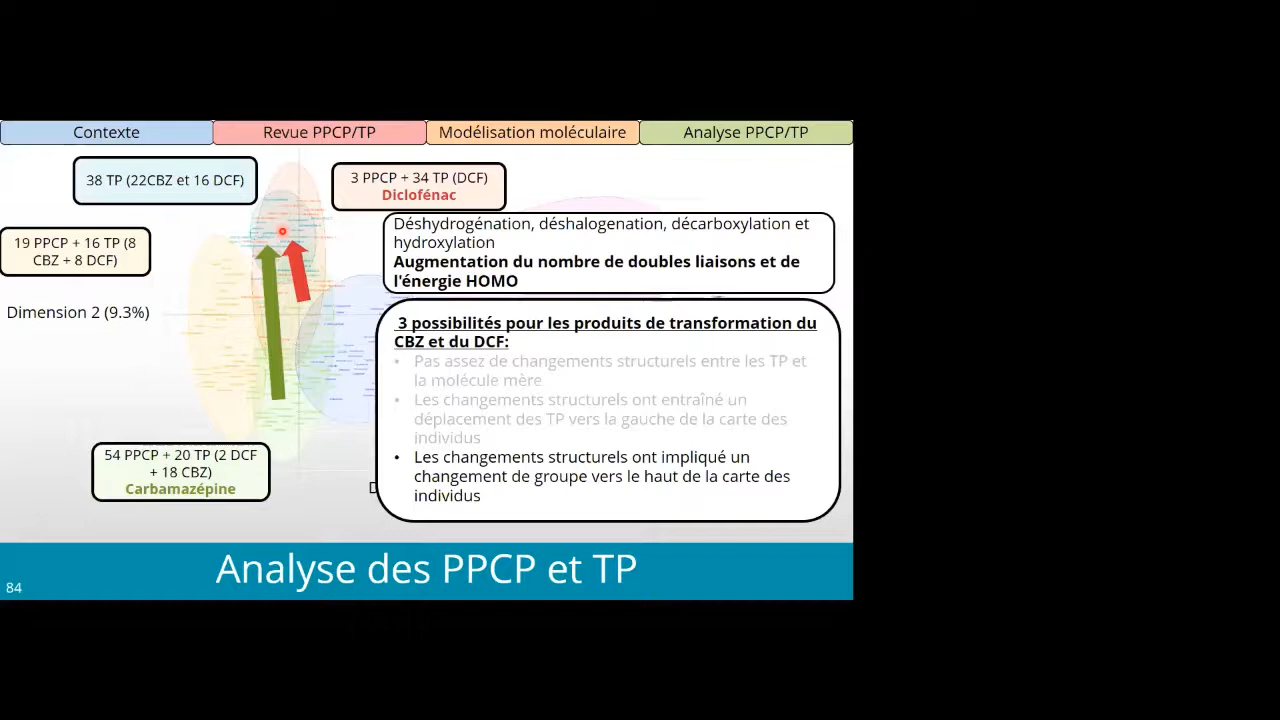 Contexte
Revue PPCP/TP
Modélisation moléculaire
Analyse PPCP/TP
38 TP (22CBZ et 16 DCF)
3 PPCP + 34 TP (DCF)
Diclofénac
19 PPCP + 16 TP (8
CBZ + 8 DCF)
Déshydrogénation, déshalogenation, décarboxylation et
hydroxylation
Augmentation du nombre de doubles liaisons et de
l'énergie HOMO
Dimension 2 (9.3%)
3 possibilités pour les produits de transformation du
CBZ et du DCF:
• Pas assez de changements structurels entre les TP et
la molécule mère
• Les changements structurels ont entraîné un
déplacement des TP vers la gauche de la carte des
individus
• Les changements structurels ont impliqué un
changement de groupe vers le haut de la carte des
individus
54 PPCP + 20 TP (2 DCF
+ 18 CBZ)
Carbamazépine
Analyse des PPCP et TP
84